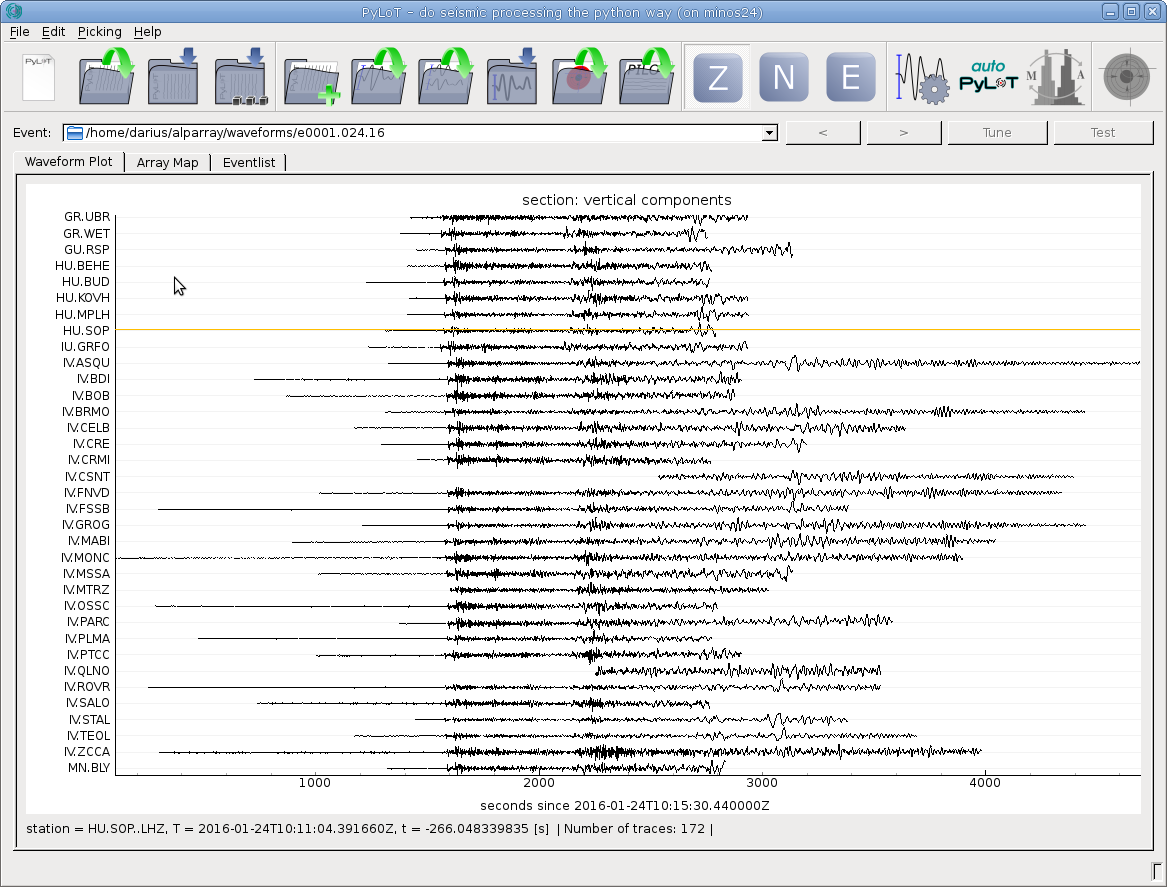 PyLoT - do seismic processing the python way (on minos24)
File Edit Picking Help
PyLoT
PILO
Z N E
auto
PyLoT
M A
Event: /home/darius/alparray/waveforms/e0001.024.16 < > Tune Test
Waveform Plot Array Map Eventlist
section: vertical components
GR.UBR
GR.WET
GU.RSP
HU.BEHE
HU.BUD
HU.KOVH
HU.MPLH
HU.SOP
IU.GRFO
IV.ASQU
IV.BDI
IV.BOB
IV.BRMO
IV.CELB
IV.CRE
IV.CRMI
IV.CSNT
IV.FNVD
IV.FSSB
IV.GROG
IV.MABI
IV.MONC
IV.MSSA
IV.MTRZ
IV.OSSC
IV.PARC
IV.PLMA
IV.PTCC
IV.QLNO
IV.ROVR
IV.SALO
IV.STAL
IV.TEOL
IV.ZCCA
MN.BLY
1000 2000 3000 4000
seconds since 2016-01-24T10:15:30.440000Z
station = HU.SOP..LHZ, T = 2016-01-24T10:11:04.391660Z, t = -266.048339835 [s] | Number of traces: 172 |